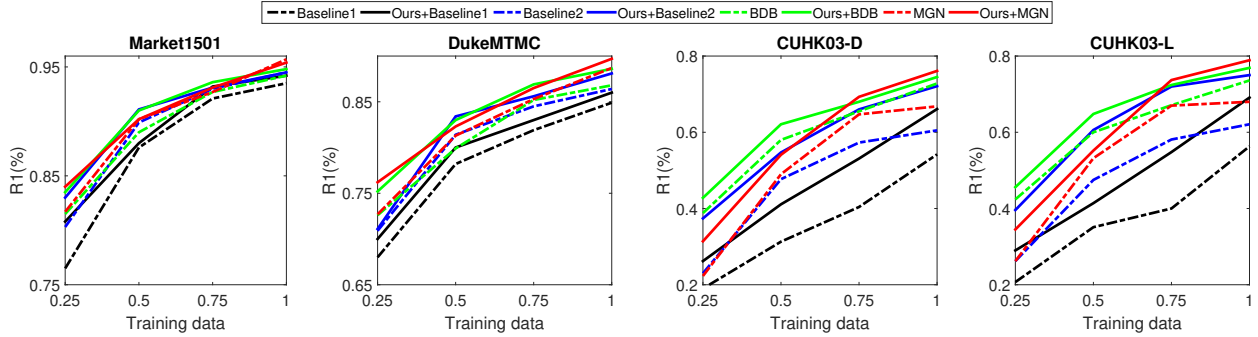 Baseline1 Ours+Baseline1 Baseline2 Ours+Baseline2 BDB Ours+BDB MGN Ours+MGN
Market1501 DukeMTMC CUHK03-D CUHK03-L
R1(%) R1(%) R1(%) R1(%)
0.95 0.85 0.8 0.8
0.85 0.75 0.6 0.6
0.4 0.4
0.75 0.65 0.2 0.2
0.25 0.5 0.75 1 0.25 0.5 0.75 1 0.25 0.5 0.75 1 0.25 0.5 0.75 1
Training data Training data Training data Training data